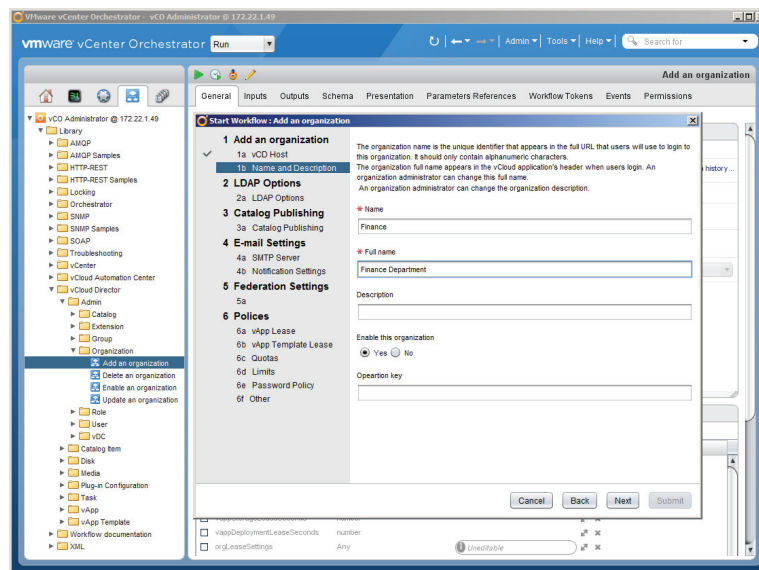 VMware vCenter Orchestrator - vCO Administrator @ 172.22.1.49
vmware vCenter Orchestrator Run
Admin Tools Help Search for
Add an organization
General Inputs Outputs Schema Presentation Parameters References Workflow Tokens Events Permissions
vCO Administrator @ 172.22.1.49
Library
AMQP
AMQP Samples
HTTP-REST
HTTP-REST Samples
Locking
Orchestrator
SNMP
SNMP Samples
SOAP
Troubleshooting
vCenter
vCloud Automation Center
vCloud Director
Admin
Catalog
Extension
Group
Organization
Add an organization
Delete an organization
Enable an organization
Update an organization
Role
User
vDC
Catalog Item
Disk
Media
Plug-in Configuration
Task
vApp
vApp Template
Workflow documentation
XML
Start Workflow : Add an organization
1 Add an organization
1a vCD Host
1b Name and Description
2 LDAP Options
2a LDAP Options
3 Catalog Publishing
3a Catalog Publishing
4 E-mail Settings
4a SMTP Server
4b Notification Settings
5 Federation Settings
5a
6 Polices
6a vApp Lease
6b vApp Template Lease
6c Quotas
6d Limits
6e Password Policy
6f Other
The organization name is the unique identifier that appears in the full URL that users will use to login to
this organization. It should only contain alphanumeric characters.
The organization full name appears in the vCloud application's header when users login. An
organization administrator can change this full name.
An organization administrator can change the organization description.
* Name
Finance
* Full name
Finance Department
Description
Enable this organization
Yes No
Opeartion key
Cancel Back Next Submit
history...
number
vappDeploymentLeaseSeconds number
orgLeaseSettings Any Uneditable